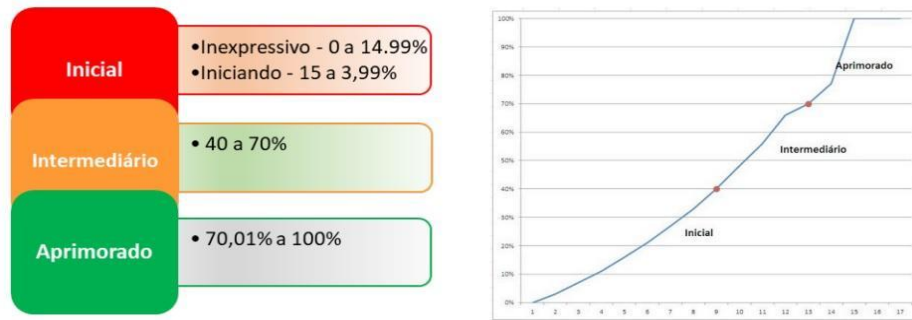 Inicial
•Inexpressivo - 0 a 14.99%
•Iniciando - 15 a 3,99%
Intermediário
• 40 a 70%
Aprimorado
• 70,01% a 100%
100%
90%
80%
70%
60%
50%
40%
30%
20%
10%
0%
Aprimorado
Intermediário
Inicial
1 2 3 4 5 6 7 8 9 10 11 12 13 14 15 16 17